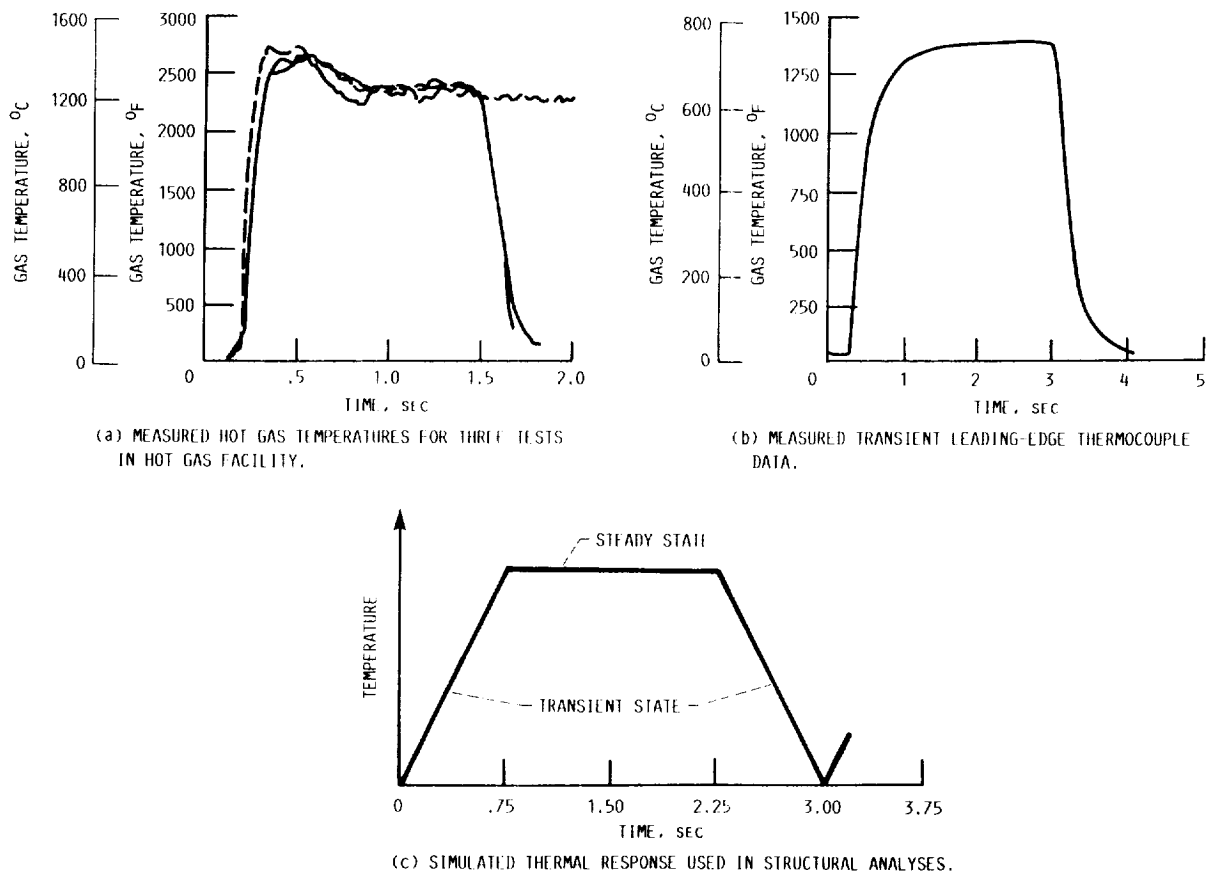 1600
1200
800
400
0
GAS TEMPERATURE, °C
3000
2500
2000
1500
1000
500
0
GAS TEMPERATURE, °F
.5
1.0
1.5
2.0
TIME, SEC
(a) MEASURED HOT GAS TEMPERATURES FOR THREE TESTS
IN HOT GAS FACILITY.
800
600
400
200
0
GAS TEMPERATURE, °C
1500
1250
1000
750
500
250
0
GAS TEMPERATURE, °F
1
2
3
4
5
TIME, SEC
(b) MEASURED TRANSIENT LEADING-EDGE THERMOCOUPLE
DATA.
TEMPERATURE
STEADY STATE
TRANSIENT STATE
0
.75
1.50
2.25
3.00
3.75
TIME, SEC
(c) SIMULATED THERMAL RESPONSE USED IN STRUCTURAL ANALYSES.